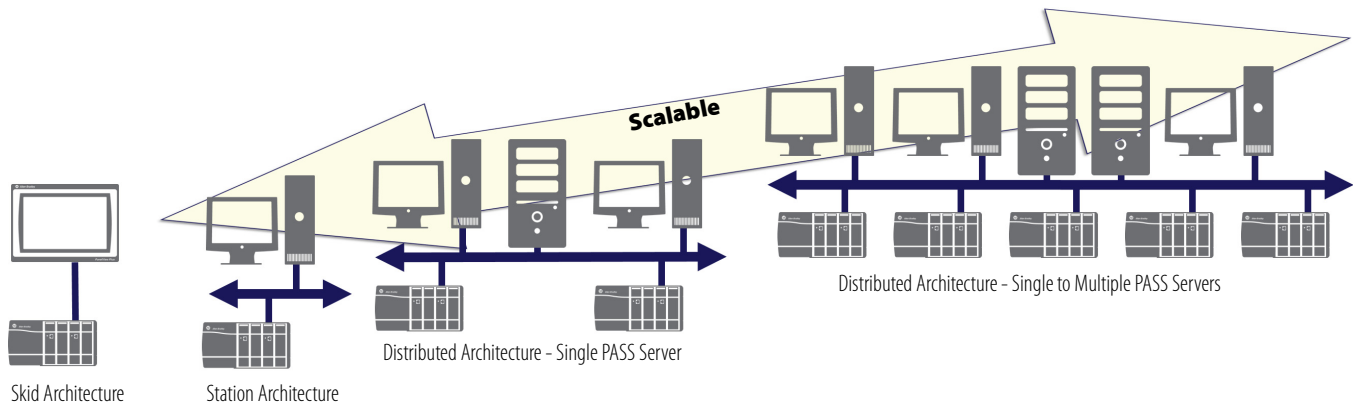 Scalable
Skid Architecture
Station Architecture
Distributed Architecture - Single PASS Server
Distributed Architecture - Single to Multiple PASS Servers